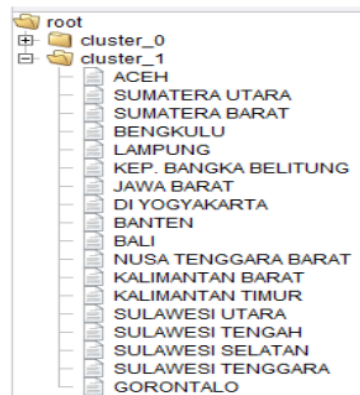 root
cluster_0
cluster_1
ACEH
SUMATERA UTARA
SUMATERA BARAT
BENGKULU
LAMPUNG
KEP. BANGKA BELITUNG
JAWA BARAT
DI YOGYAKARTA
BANTEN
BALI
NUSA TENGGARA BARAT
KALIMANTAN BARAT
KALIMANTAN TIMUR
SULAWESI UTARA
SULAWESI TENGAH
SULAWESI SELATAN
SULAWESI TENGGARA
GORONTALO